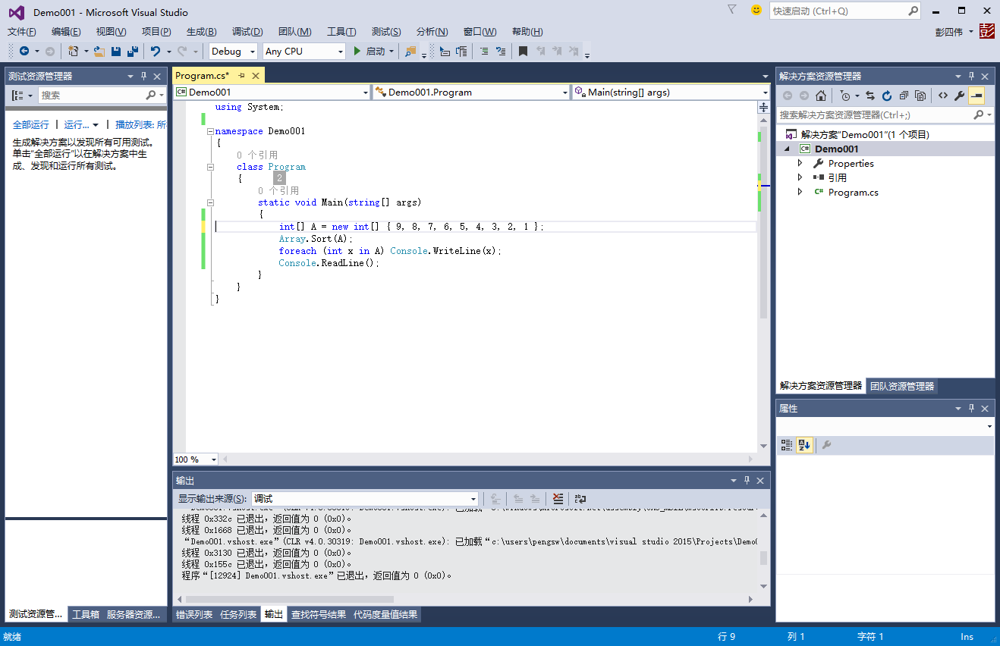 Demo001 - Microsoft Visual Studio
快速启动 (Ctrl+Q)
文件(F) 编辑(E) 视图(V) 项目(P) 生成(B) 调试(D) 团队(M) 工具(T) 测试(S) 分析(N) 窗口(W) 帮助(H)
彭四伟 彭
Debug Any CPU 启动
测试资源管理器
搜索
全部运行 | 运行... | 播放列表: 所
生成解决方案以发现所有可用测试。
单击"全部运行"以在解决方案中生
成、发现和运行所有测试。
测试资源管... 工具箱 服务器资源...
Program.cs*
Demo001 Demo001.Program Main(string[] args)
using System;
namespace Demo001
{
0 个引用
class Program
{
2
0 个引用
static void Main(string[] args)
{
int[] A = new int[] { 9, 8, 7, 6, 5, 4, 3, 2, 1 };
Array.Sort(A);
foreach (int x in A) Console.WriteLine(x);
Console.ReadLine();
}
}
}
100 %
输出
显示输出来源(S): 调试
线程 0x332c 已退出，返回值为 0 (0x0)。
线程 0x1668 已退出，返回值为 0 (0x0)。
“Demo001.vshost.exe”(CLR v4.0.30319: Demo001.vshost.exe): 已加载“c:\users\pengsw\documents\visual studio 2015\Projects\Demo0
线程 0x3130 已退出，返回值为 0 (0x0)。
线程 0x155c 已退出，返回值为 0 (0x0)。
程序“[12924] Demo001.vshost.exe”已退出，返回值为 0 (0x0)。
错误列表 任务列表 输出 查找符号结果 代码度量值结果
解决方案资源管理器
搜索解决方案资源管理器(Ctrl+;)
解决方案"Demo001"(1 个项目)
C# Demo001
Properties
引用
C# Program.cs
解决方案资源管理器 团队资源管理器
属性
就绪 行 9 列 1 字符 1 Ins